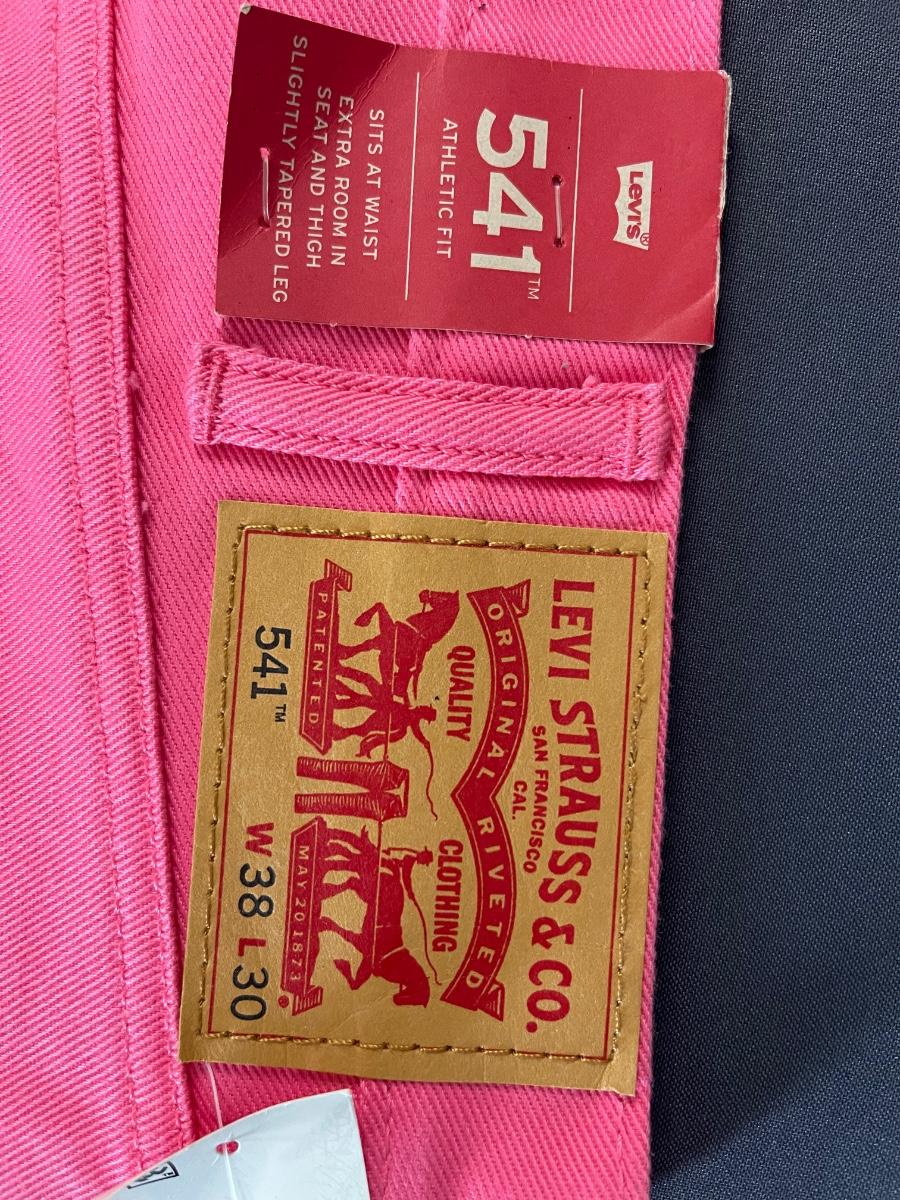 Levi's®
541™
ATHLETIC FIT
SITS AT WAIST
EXTRA ROOM IN
SEAT AND THIGH
SLIGHTLY TAPERED LEG
LEVI STRAUSS & CO.
SAN FRANCISCO
CAL.
ORIGINAL RIVETED
QUALITY CLOTHING
PATENTED MAY 20 1873 ®
541™ W 38 L 30